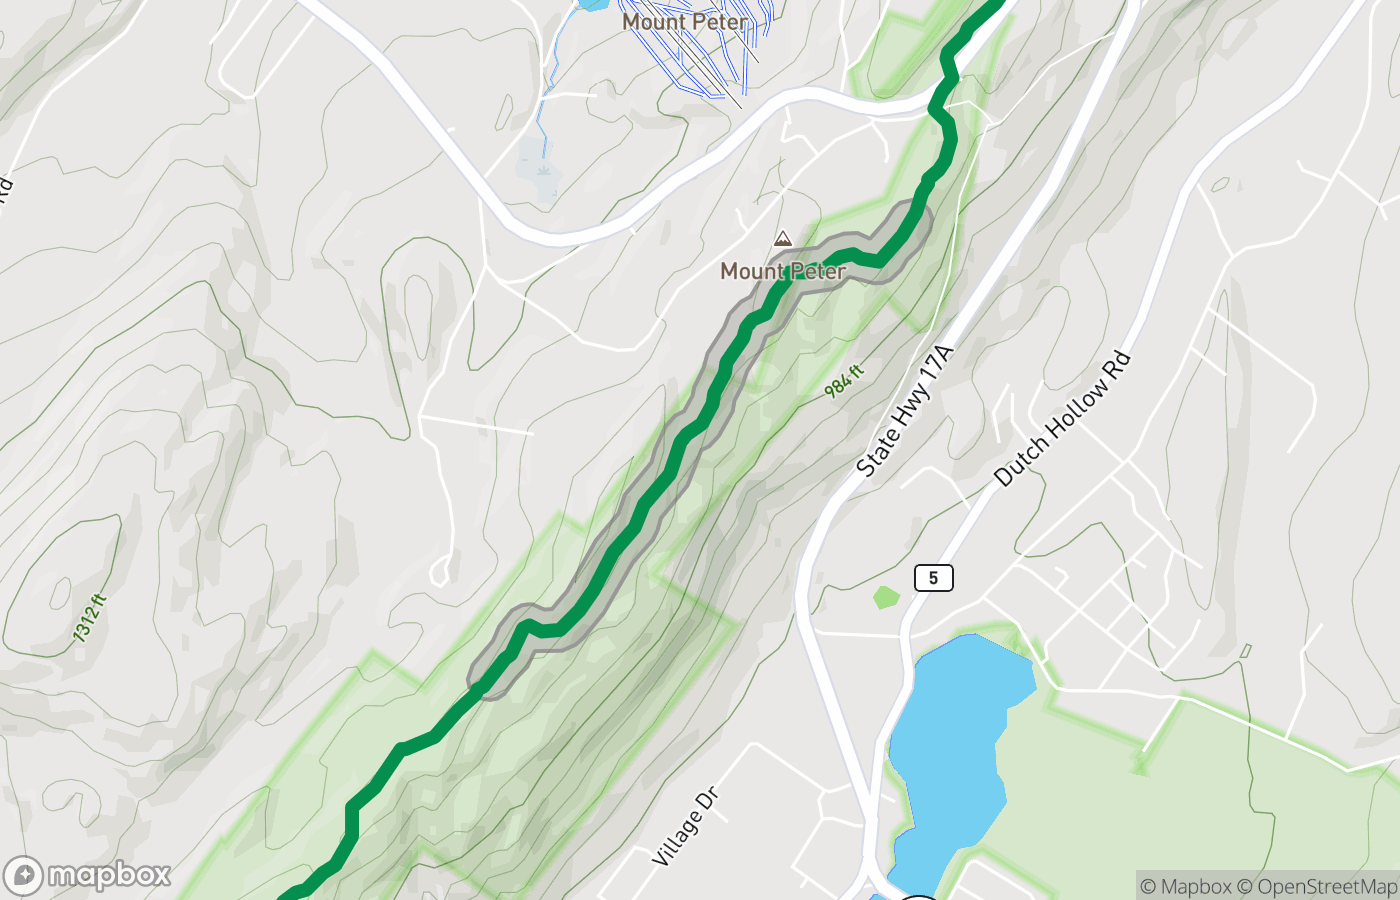 Mount Peter
Rd
Mount Peter
984 ft
State Hwy 17A
Dutch Hollow Rd
5
1312 ft
Village Dr
mapbox
© Mapbox © OpenStreetMap